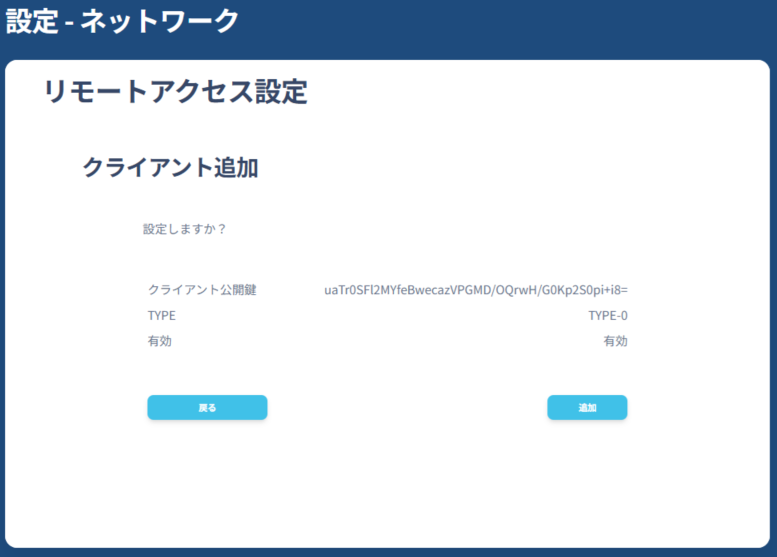 設定 - ネットワーク
リモートアクセス設定
クライアント追加
設定しますか？
クライアント公開鍵 uaTr0SFl2MYfeBwecazVPGMD/OQrwH/G0Kp2S0pi+i8=
TYPE TYPE-0
有効 有効
戻る 追加